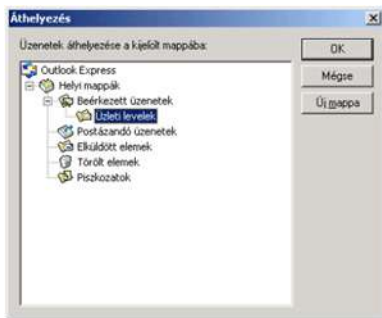 Áthelyezés
Üzenetek áthelyezése a kijelölt mappába:
OK
Mégse
Új mappa
Outlook Express
Helyi mappák
Beérkezett üzenetek
Üzleti levelek
Postázandó üzenetek
Elküldött elemek
Törölt elemek
Piszkozatok